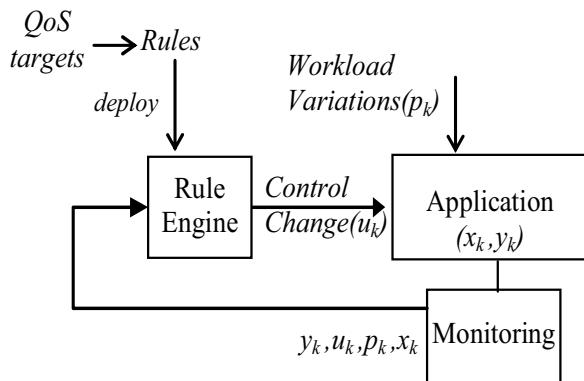 QoS
targets
Rules
deploy
Workload
Variations(p_k)
Rule
Engine
Control
Change(u_k)
Application
(x_k,y_k)
y_k,u_k,p_k,x_k
Monitoring